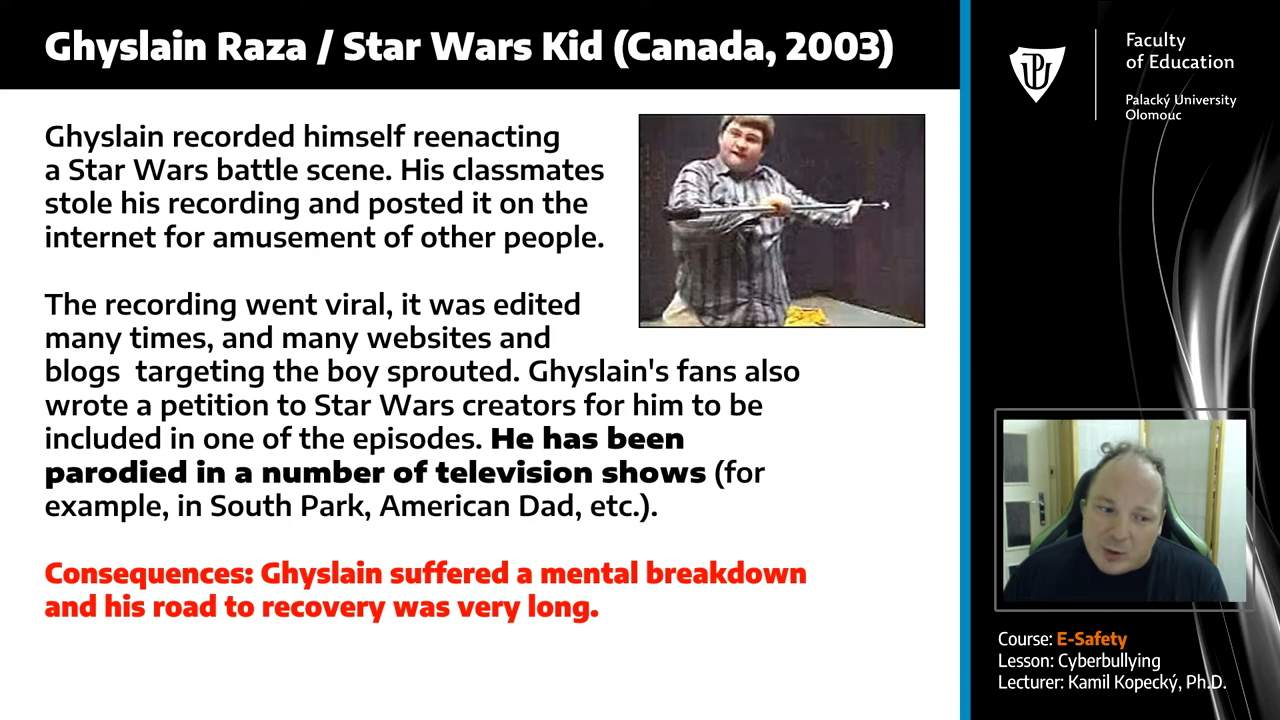 Ghyslain Raza / Star Wars Kid (Canada, 2003)
Ghyslain recorded himself reenacting
a Star Wars battle scene. His classmates
stole his recording and posted it on the
internet for amusement of other people.
The recording went viral, it was edited
many times, and many websites and
blogs  targeting the boy sprouted. Ghyslain's fans also
wrote a petition to Star Wars creators for him to be
included in one of the episodes. He has been
parodied in a number of television shows (for
example, in South Park, American Dad, etc.).
Consequences: Ghyslain suffered a mental breakdown
and his road to recovery was very long.
Faculty
of Education
Palacký University
Olomouc
Course: E-Safety
Lesson: Cyberbullying
Lecturer: Kamil Kopecký, Ph.D.